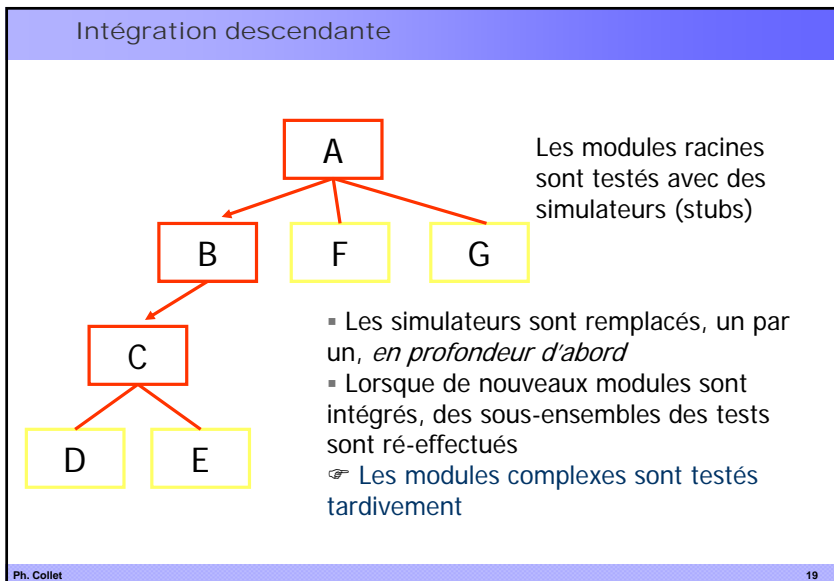 Intégration descendante
A
Les modules racines
sont testés avec des
simulateurs (stubs)
B
F
G
▪ Les simulateurs sont remplacés, un par
un, en profondeur d'abord
C
▪ Lorsque de nouveaux modules sont
intégrés, des sous-ensembles des tests
sont ré-effectués
D
E
☞ Les modules complexes sont testés
tardivement
Ph. Collet
19